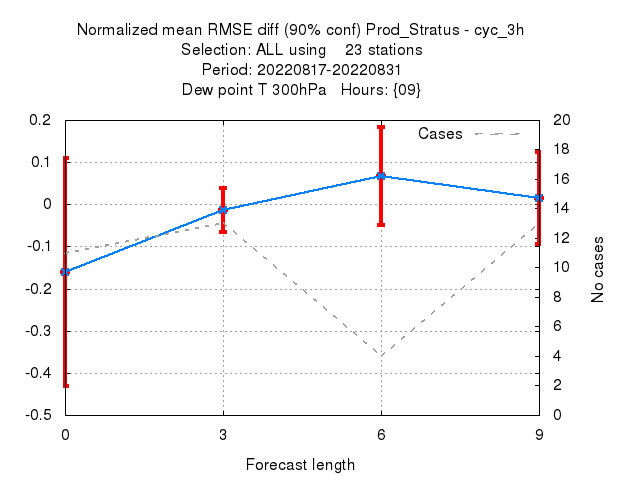 Normalized mean RMSE diff (90% conf) Prod_Stratus - cyc_3h
Selection: ALL using    23 stations
Period: 20220817-20220831
Dew point T 300hPa   Hours: {09}
Cases
0.2
0.1
0
-0.1
-0.2
-0.3
-0.4
-0.5
20
18
16
14
12
10
8
6
4
2
0
No cases
0 3 6 9
Forecast length